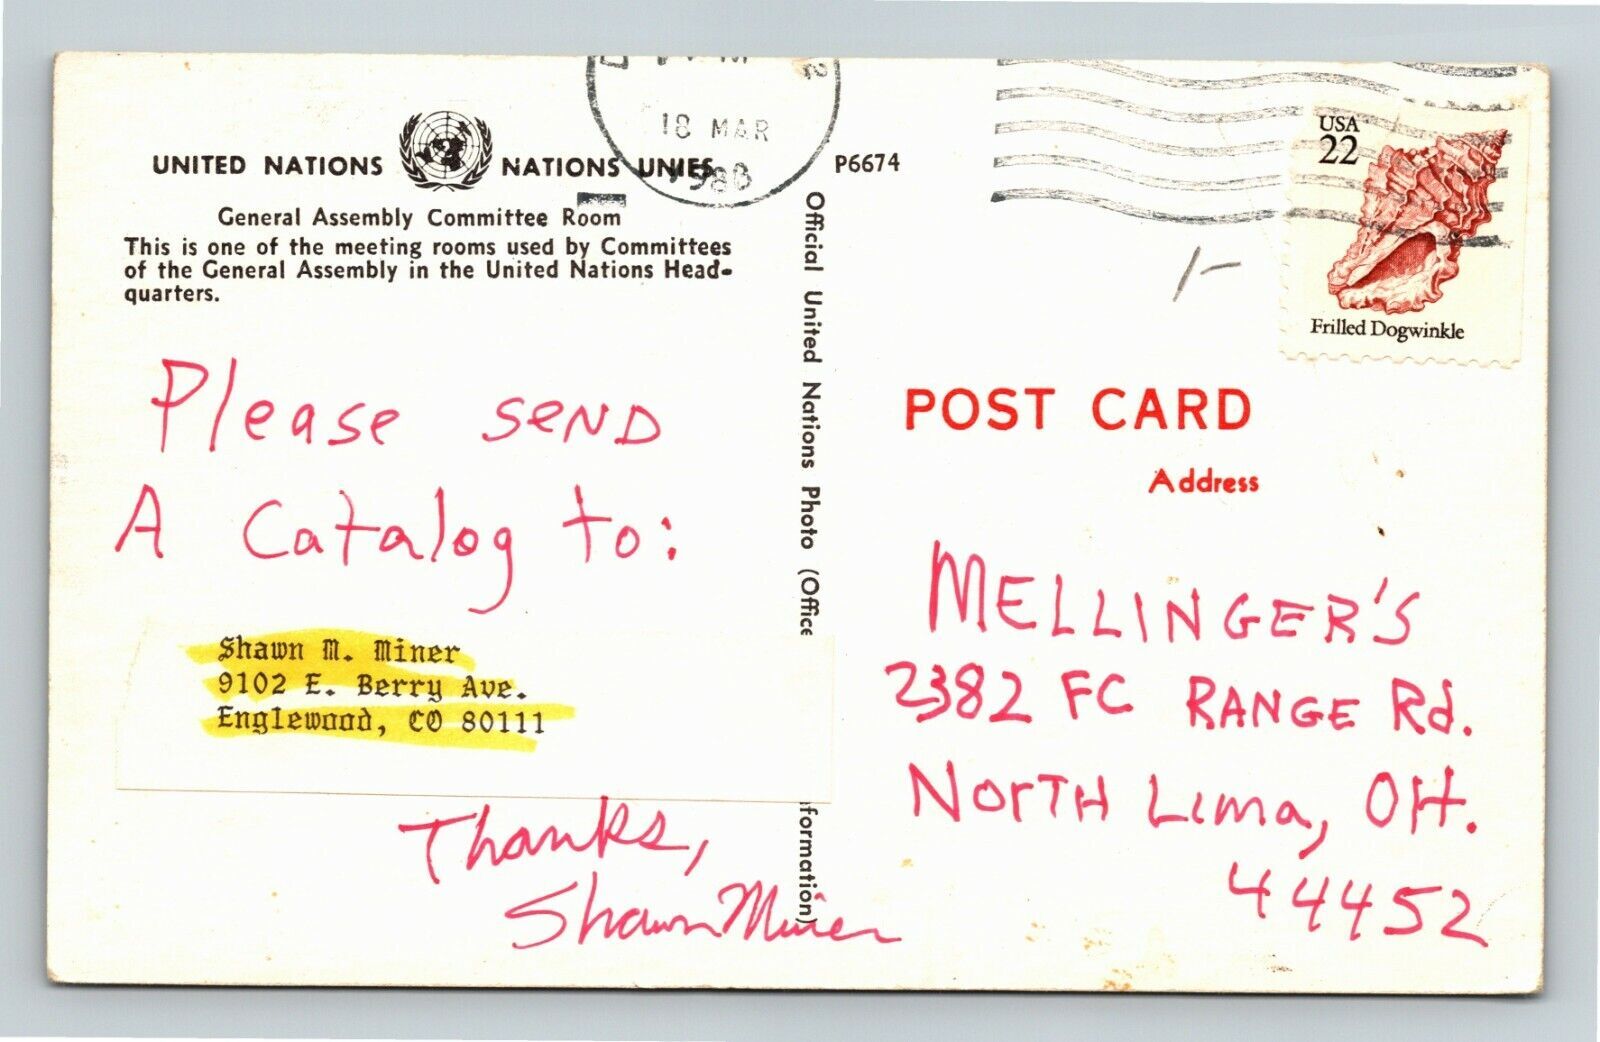 18 MAR
1988
UNITED NATIONS NATIONS UNIES
General Assembly Committee Room
This is one of the meeting rooms used by Committees
of the General Assembly in the United Nations Head-
quarters.
Please SEND
A Catalog to:
Shawn M. Miner
9102 E. Berry Ave.
Englewood, CO 80111
Thanks,
Shawn Miner
P6674
Official United Nations Photo (Office
formation)
USA
22
Frilled Dogwinkle
1-
POST CARD
Address
MELLINGER'S
2382 FC RANGE Rd.
NORTH LIMA, OH.
44452